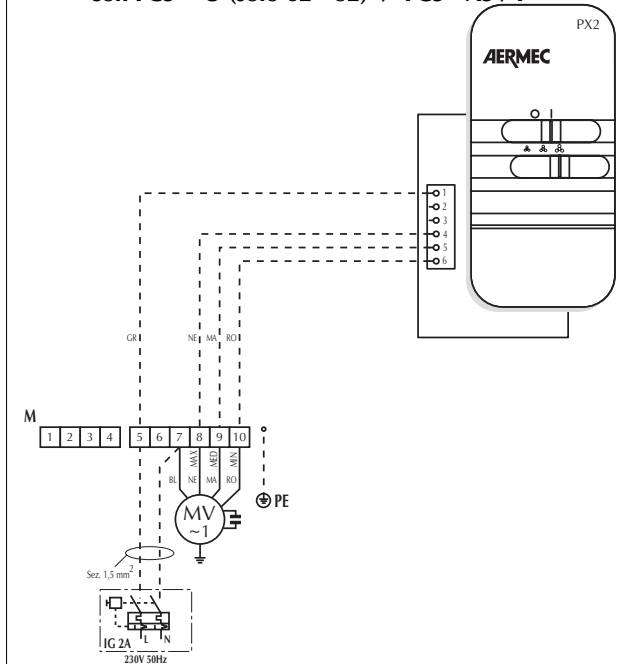 PX2
AERMEC
1
2
3
4
5
6
GR NE MA RO
M
1 2 3 4 5 6 7 8 9 10
MAX MED MIN
BL NE MA RO
PE
MV
~1
Sez. 1,5 mm2
L N
IG 2A
230V 50Hz